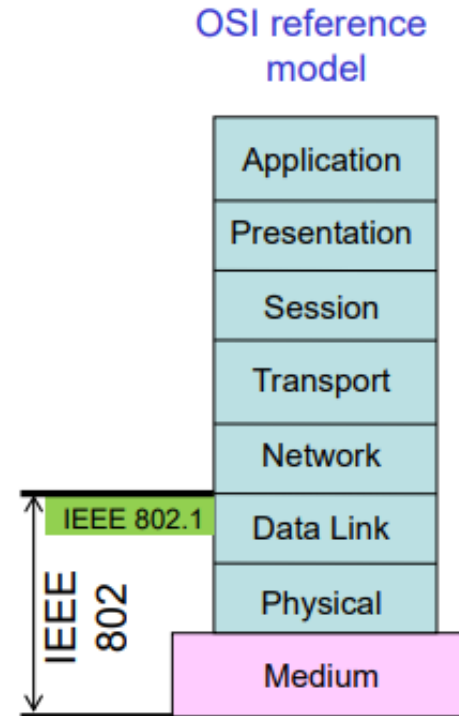 OSI reference
model
Application
Presentation
Session
Transport
Network
IEEE 802.1
Data Link
IEEE
802
Physical
Medium